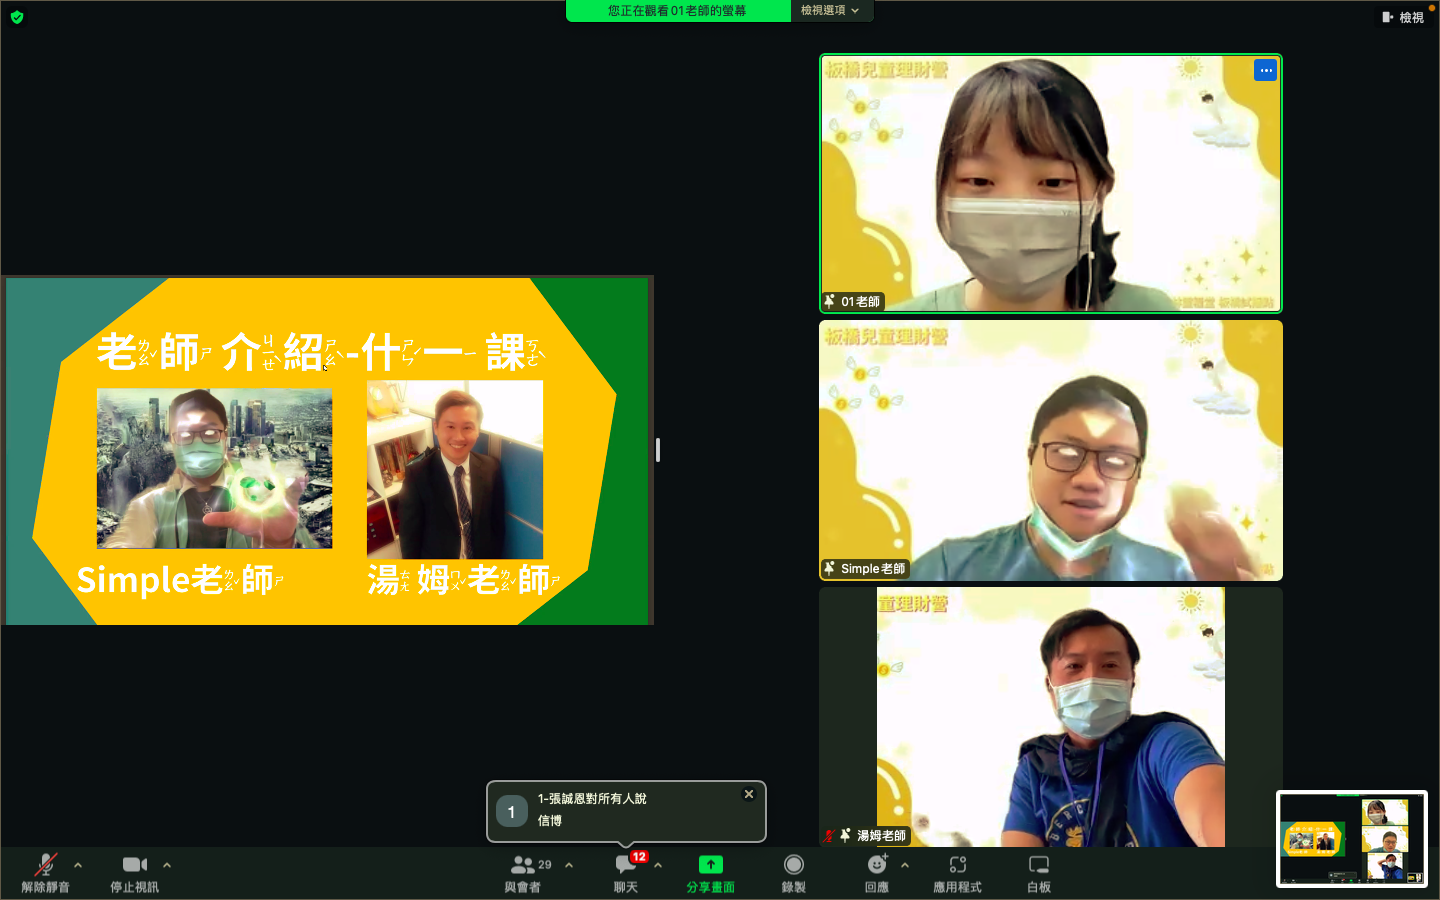 您正在觀看01老師的螢幕
檢視選項
檢視
板橋兒童理財營
01老師
老ㄌㄠˇ師ㄕ 介ㄐㄧㄝˋ紹ㄕㄠˋ-什ㄕㄣˊ一ㄧ 課ㄎㄜˋ
Simple老ㄌㄠˇ師ㄕ
湯ㄊㄤ 姆ㄇㄨˇ老ㄌㄠˇ師ㄕ
板橋兒童理財營
Simple老師
童理財營
湯姆老師
1
1-張誠恩對所有人說
信博
解除靜音
停止視訊
29
與會者
12
聊天
分享畫面
錄製
回應
應用程式
白板